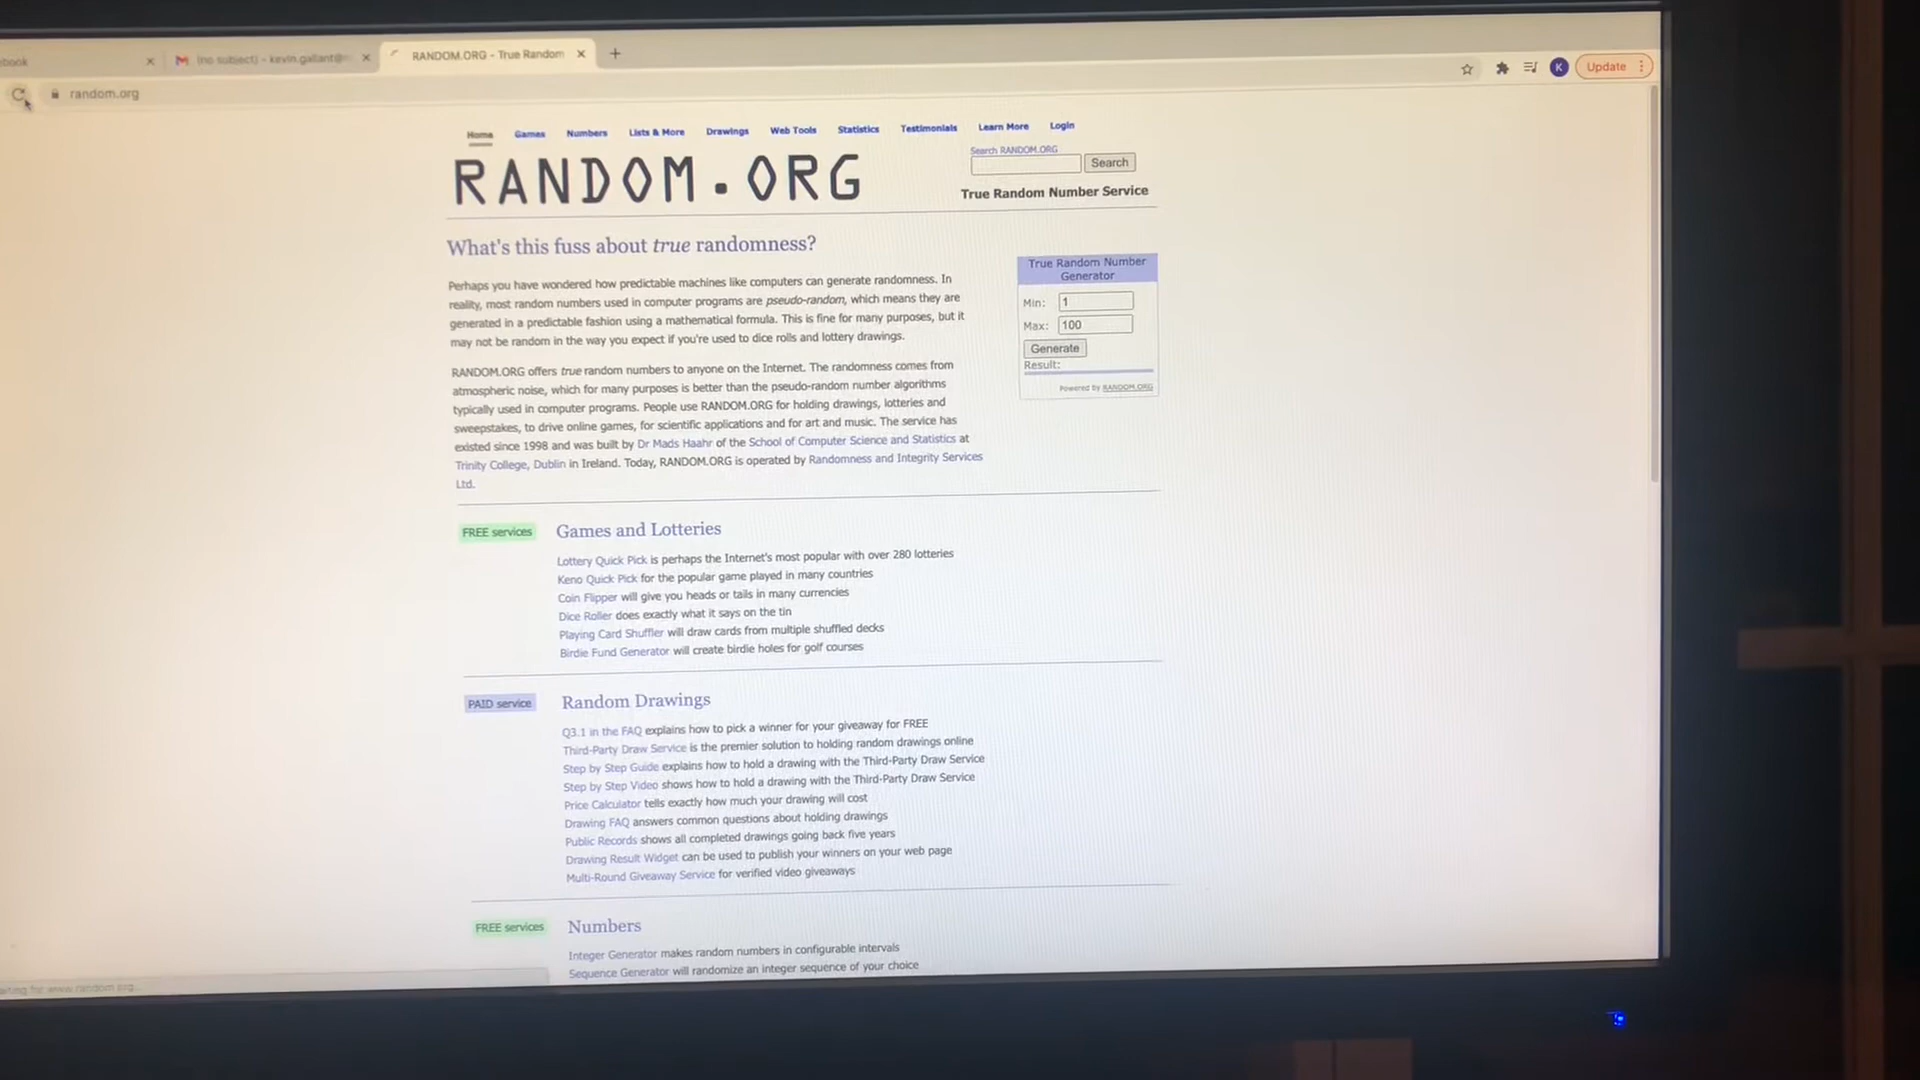 book
(no subject) - kevin.gallant@
RANDOM.ORG - True Random
random.org
K
Update
Home Games Numbers Lists & More Drawings Web Tools Statistics Testimonials Learn More Login
Search RANDOM.ORG
Search
RANDOM.ORG
True Random Number Service
What's this fuss about true randomness?
Perhaps you have wondered how predictable machines like computers can generate randomness. In
reality, most random numbers used in computer programs are pseudo-random, which means they are
generated in a predictable fashion using a mathematical formula. This is fine for many purposes, but it
may not be random in the way you expect if you're used to dice rolls and lottery drawings.
RANDOM.ORG offers true random numbers to anyone on the Internet. The randomness comes from
atmospheric noise, which for many purposes is better than the pseudo-random number algorithms
typically used in computer programs. People use RANDOM.ORG for holding drawings, lotteries and
sweepstakes, to drive online games, for scientific applications and for art and music. The service has
existed since 1998 and was built by Dr Mads Haahr of the School of Computer Science and Statistics at
Trinity College, Dublin in Ireland. Today, RANDOM.ORG is operated by Randomness and Integrity Services
Ltd.
True Random Number
Generator
Min: 1
Max: 100
Generate
Result:
Powered by RANDOM.ORG
FREE services
Games and Lotteries
Lottery Quick Pick is perhaps the Internet's most popular with over 280 lotteries
Keno Quick Pick for the popular game played in many countries
Coin Flipper will give you heads or tails in many currencies
Dice Roller does exactly what it says on the tin
Playing Card Shuffler will draw cards from multiple shuffled decks
Birdie Fund Generator will create birdie holes for golf courses
PAID service
Random Drawings
Q3.1 in the FAQ explains how to pick a winner for your giveaway for FREE
Third-Party Draw Service is the premier solution to holding random drawings online
Step by Step Guide explains how to hold a drawing with the Third-Party Draw Service
Step by Step Video shows how to hold a drawing with the Third-Party Draw Service
Price Calculator tells exactly how much your drawing will cost
Drawing FAQ answers common questions about holding drawings
Public Records shows all completed drawings going back five years
Drawing Result Widget can be used to publish your winners on your web page
Multi-Round Giveaway Service for verified video giveaways
FREE services
Numbers
Integer Generator makes random numbers in configurable intervals
Sequence Generator will randomize an integer sequence of your choice
aiting for www.random.org...